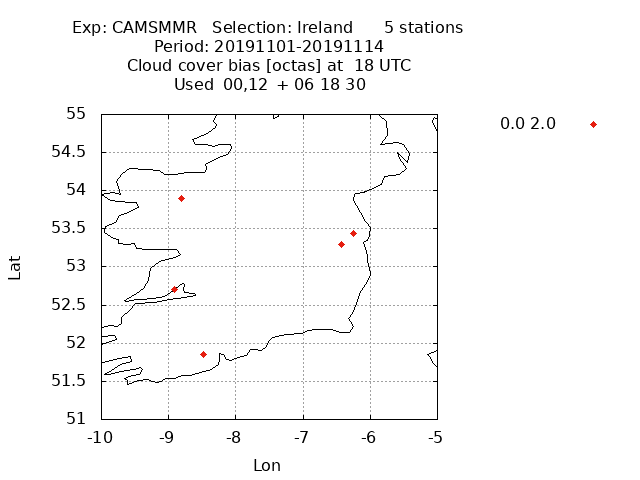 Exp: CAMSMMR Selection: Ireland 5 stations
Period: 20191101-20191114
Cloud cover bias [octas] at 18 UTC
Used 00,12 + 06 18 30
0.0 2.0
55
54.5
54
53.5
53
52.5
52
51.5
51
Lat
-10 -9 -8 -7 -6 -5
Lon